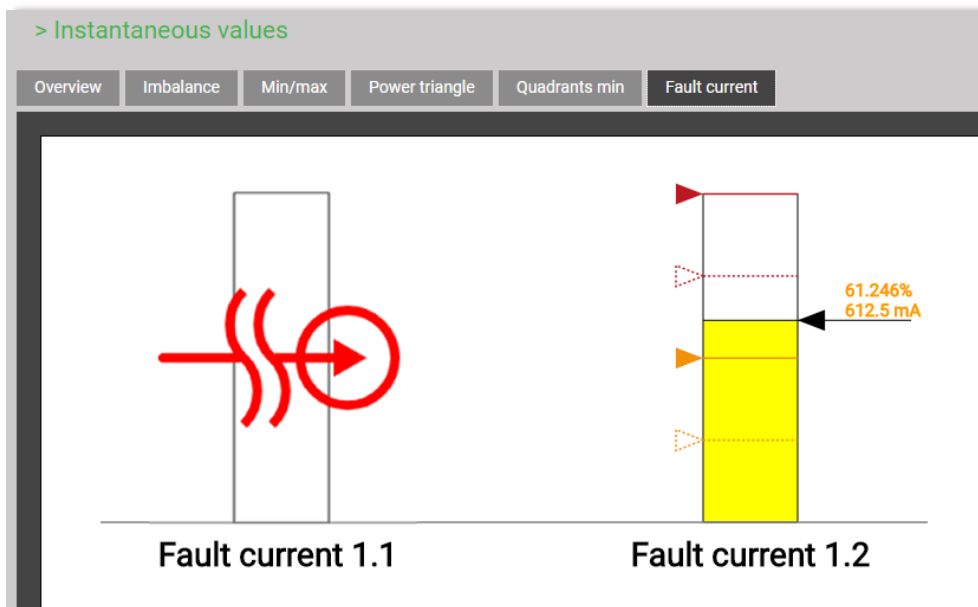 > Instantaneous values
Overview Imbalance Min/max Power triangle Quadrants min Fault current
61.246%
612.5 mA
Fault current 1.1 Fault current 1.2